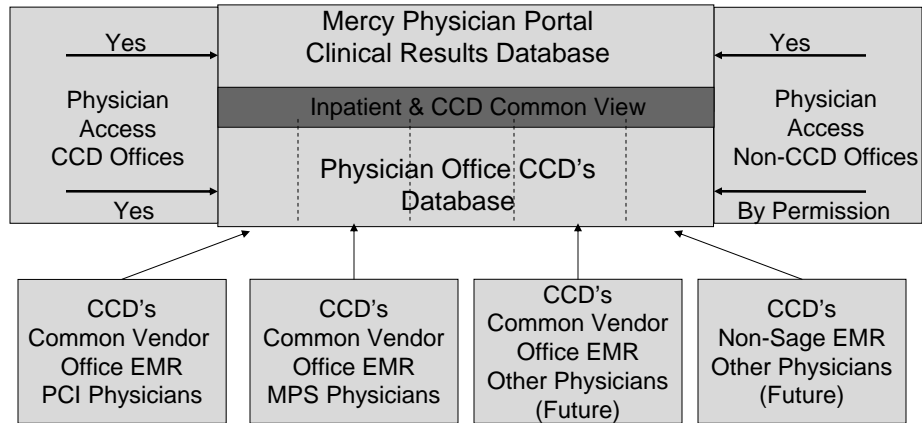 Mercy Physician Portal
Clinical Results Database
Yes
Yes
Inpatient & CCD Common View
Physician
Access
CCD Offices
Physician
Access
Non-CCD Offices
Physician Office CCD's
Database
Yes
By Permission
CCD's
Common Vendor
Office EMR
PCI Physicians
CCD's
Common Vendor
Office EMR
MPS Physicians
CCD's
Common Vendor
Office EMR
Other Physicians
(Future)
CCD's
Non-Sage EMR
Other Physicians
(Future)